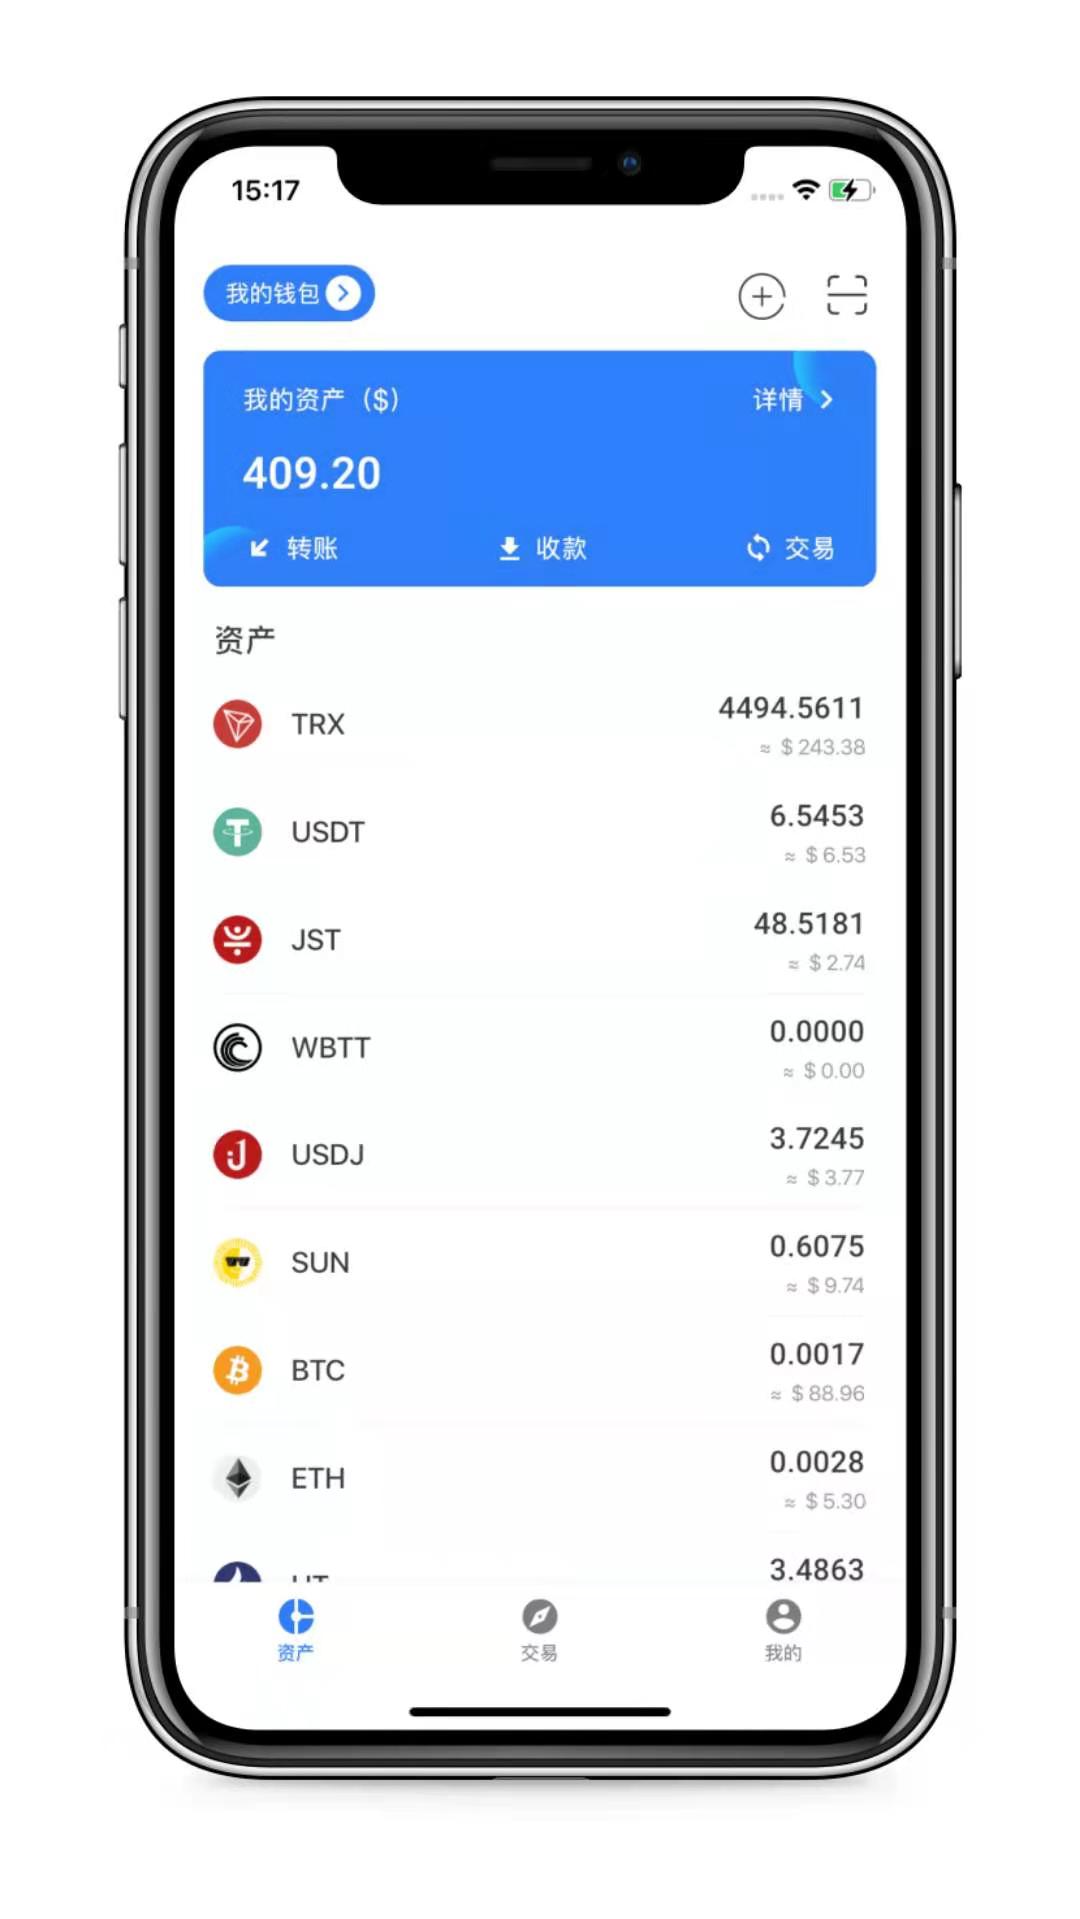 15:17
我的钱包
我的资产（$）
详情
409.20
转账 收款 交易
资产
TRX
4494.5611
≈ $243.38
USDT
6.5453
≈ $6.53
JST
48.5181
≈ $2.74
WBTT
0.0000
≈ $0.00
USDJ
3.7245
≈ $3.77
SUN
0.6075
≈ $9.74
BTC
0.0017
≈ $88.96
ETH
0.0028
≈ $5.30
3.4863
资产 交易 我的